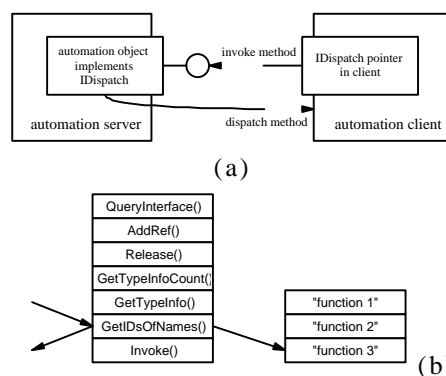 automation object
implements
IDispatch
invoke method
IDispatch pointer
in client
automation server
dispatch method
automation client
(a)
QueryInterface()
AddRef()
Release()
GetTypeInfoCount()
GetTypeInfo()
GetIDsOfNames()
Invoke()
"function 1"
"function 2"
"function 3"
(b